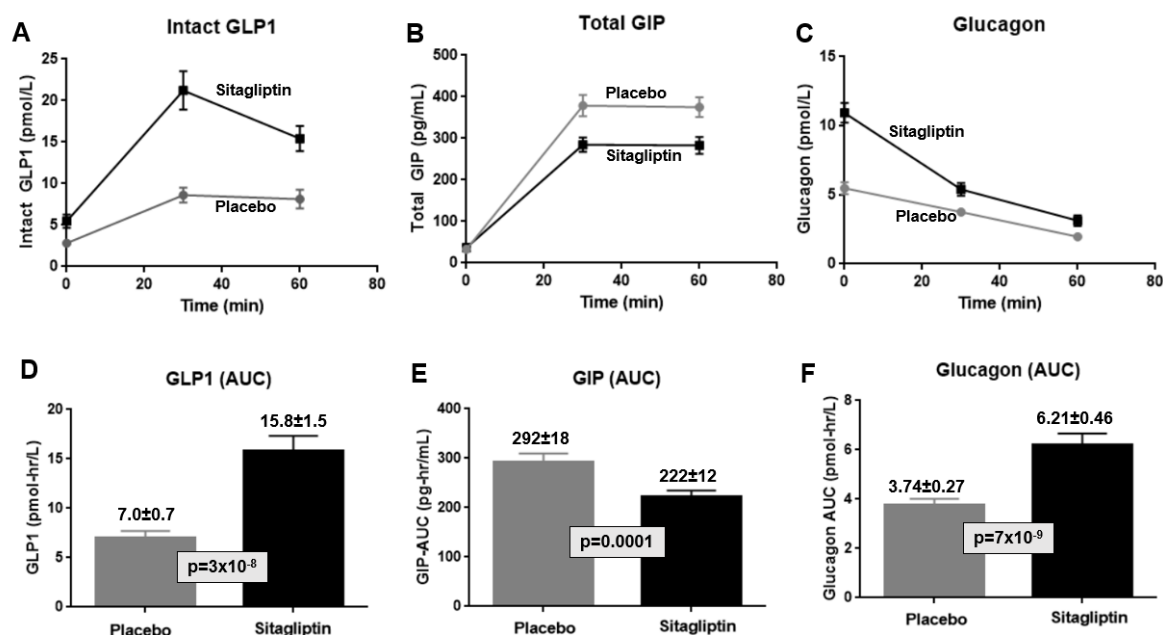 A
Intact GLP1
Intact GLP1 (pmol/L)
25
20
15
10
5
0
Sitagliptin
Placebo
0 20 40 60 80
Time (min)
B
Total GIP
Total GIP (pg/mL)
500
400
300
200
100
0
Placebo
Sitagliptin
0 20 40 60 80
Time (min)
C
Glucagon
Glucagon (pmol/L)
15
10
5
0
Sitagliptin
Placebo
0 20 40 60 80
Time (min)
D
GLP1 (AUC)
GLP1 (pmol-hr/L)
20
15
10
5
0
7.0±0.7
15.8±1.5
p=3x10-8
Placebo Sitagliptin
E
GIP (AUC)
GIP-AUC (pg-hr/mL)
400
300
200
100
0
292±18
222±12
p=0.0001
Placebo Sitagliptin
F
Glucagon (AUC)
Glucagon AUC (pmol-hr/L)
8
6
4
2
0
3.74±0.27
6.21±0.46
p=7x10-9
Placebo Sitagliptin